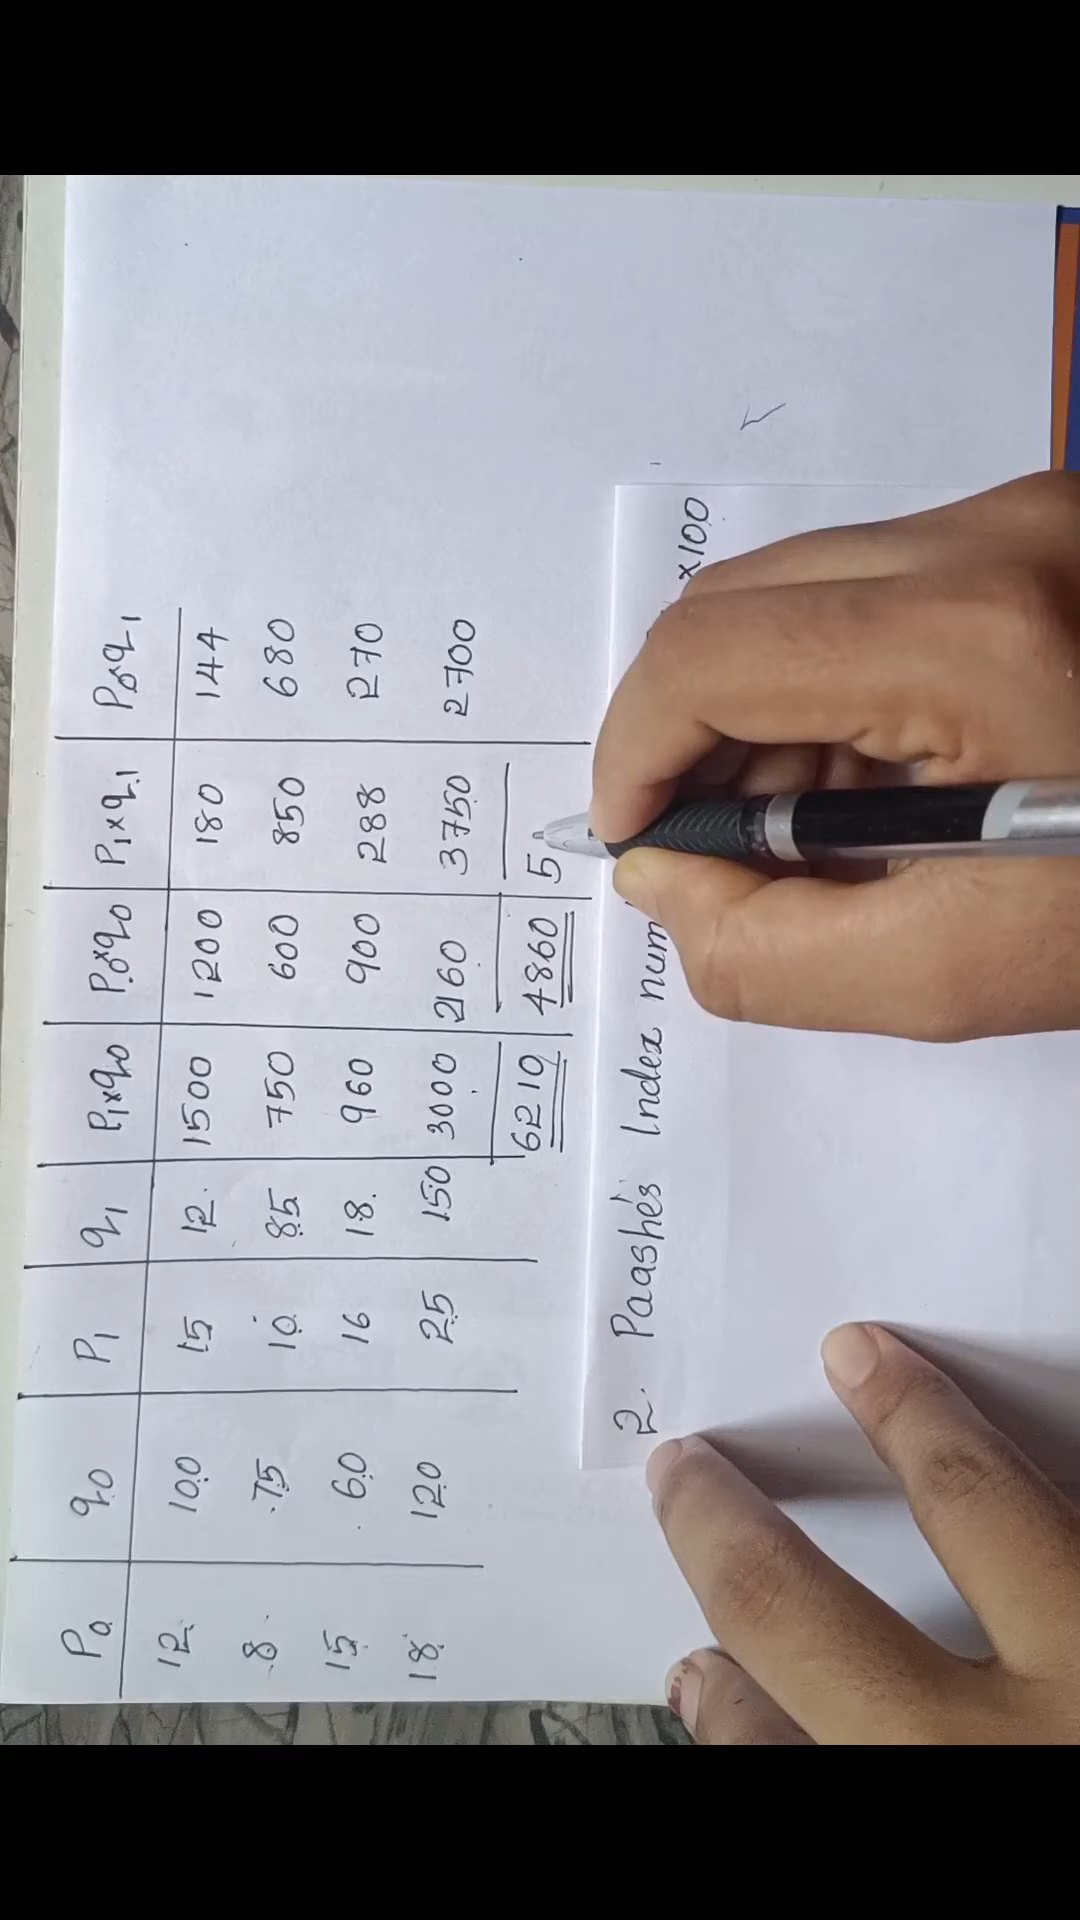 P0 q0 P1 q1 P1×q0 P0×q0 P1×q1 P0×q1
12 100 15 12 1500 1200 180 144
8 75 10 85 750 600 850 680
15 60 16 18 960 900 288 270
18 120 25 150 3000 2160 3750 2700
6210 4860 5
2. Paashe's Index num
×100